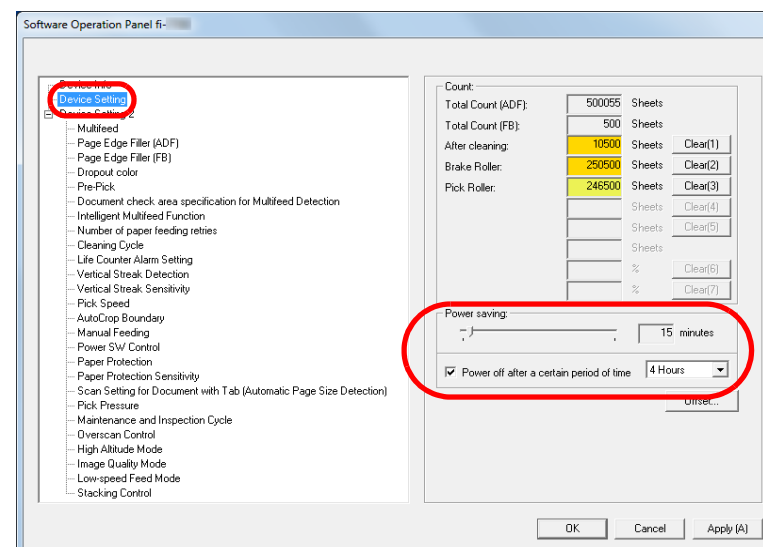 Software Operation Panel fi-
Device Info
Device Setting
Device Setting 2
Multifeed
Page Edge Filler (ADF)
Page Edge Filler (FB)
Dropout color
Pre-Pick
Document check area specification for Multifeed Detection
Intelligent Multifeed Function
Number of paper feeding retries
Cleaning Cycle
Life Counter Alarm Setting
Vertical Streak Detection
Vertical Streak Sensitivity
Pick Speed
AutoCrop Boundary
Manual Feeding
Power SW Control
Paper Protection
Paper Protection Sensitivity
Scan Setting for Document with Tab (Automatic Page Size Detection)
Pick Pressure
Maintenance and Inspection Cycle
Overscan Control
High Altitude Mode
Image Quality Mode
Low-speed Feed Mode
Stacking Control
Count:
Total Count (ADF): 500055 Sheets
Total Count (FB): 500 Sheets
After cleaning: 10500 Sheets Clear(1)
Brake Roller: 250500 Sheets Clear(2)
Pick Roller: 246500 Sheets Clear(3)
Sheets Clear(4)
Sheets Clear(5)
Sheets
% Clear(6)
% Clear(7)
Power saving:
15 minutes
Power off after a certain period of time 4 Hours
Offset...
OK Cancel Apply (A)